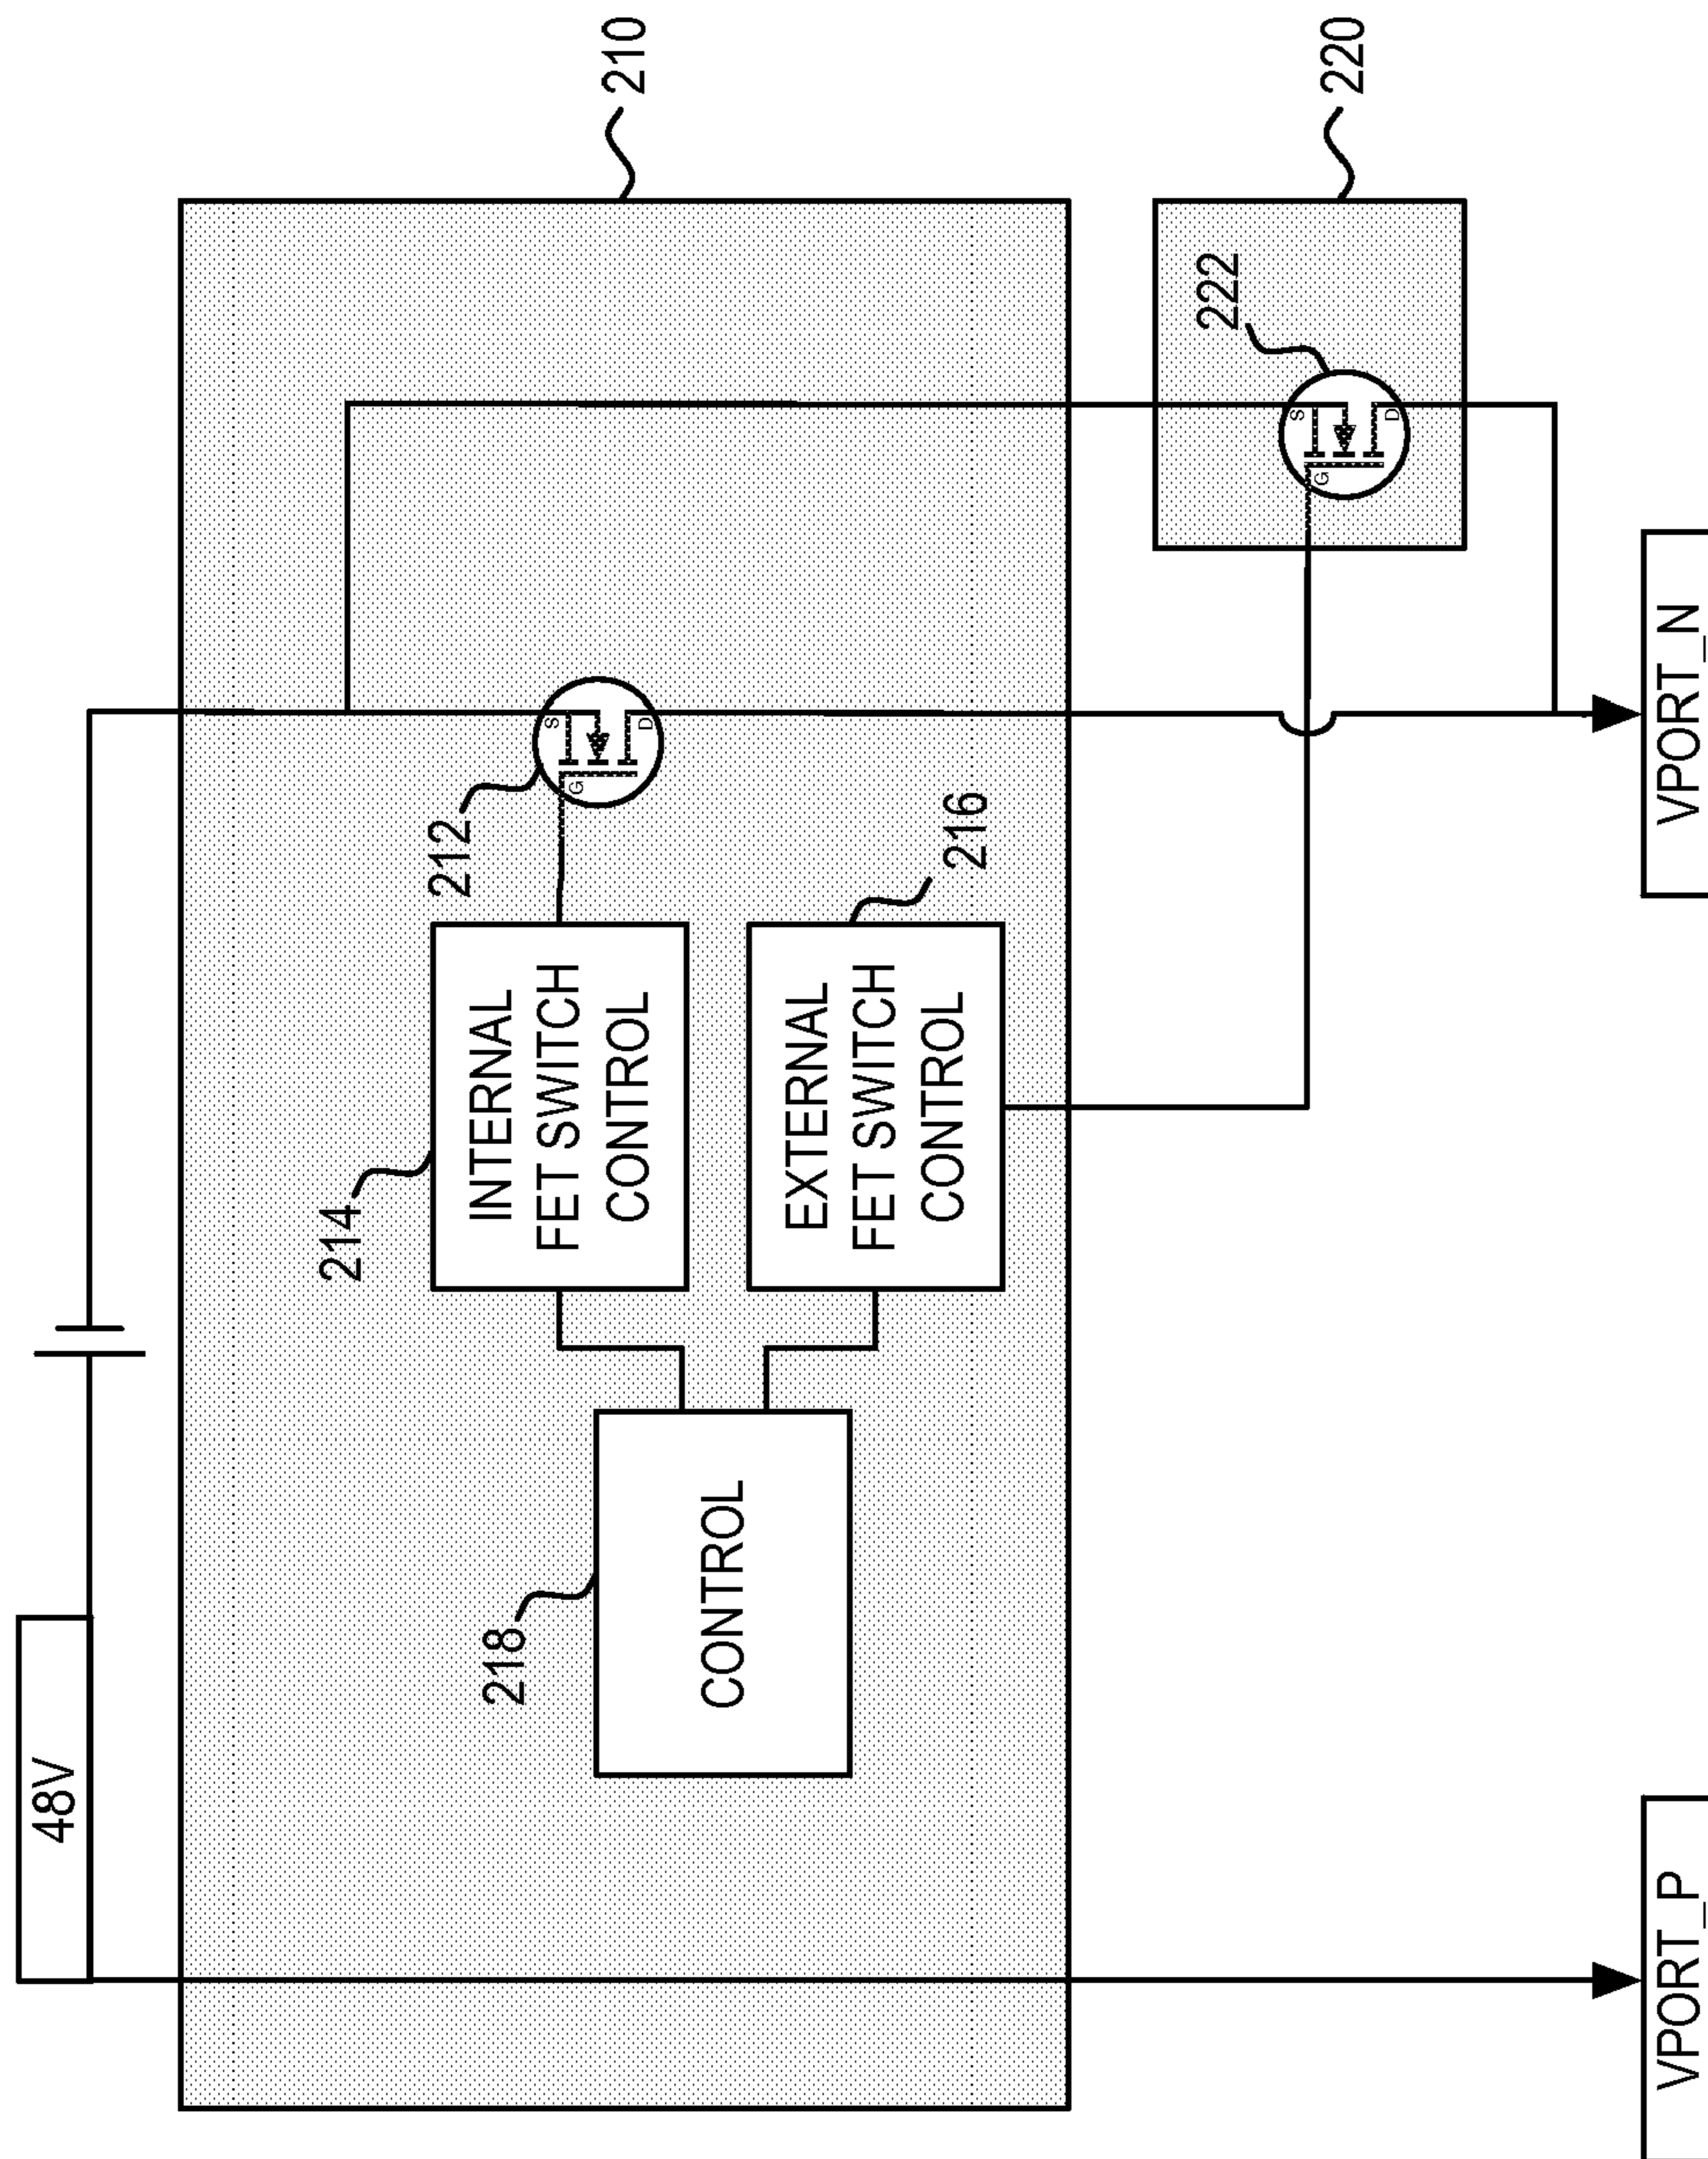 48V
210
212
S
G
D
214
INTERNAL
FET SWITCH
CONTROL
216
EXTERNAL
FET SWITCH
CONTROL
218
CONTROL
220
222
S
G
D
VPORT_P
VPORT_N